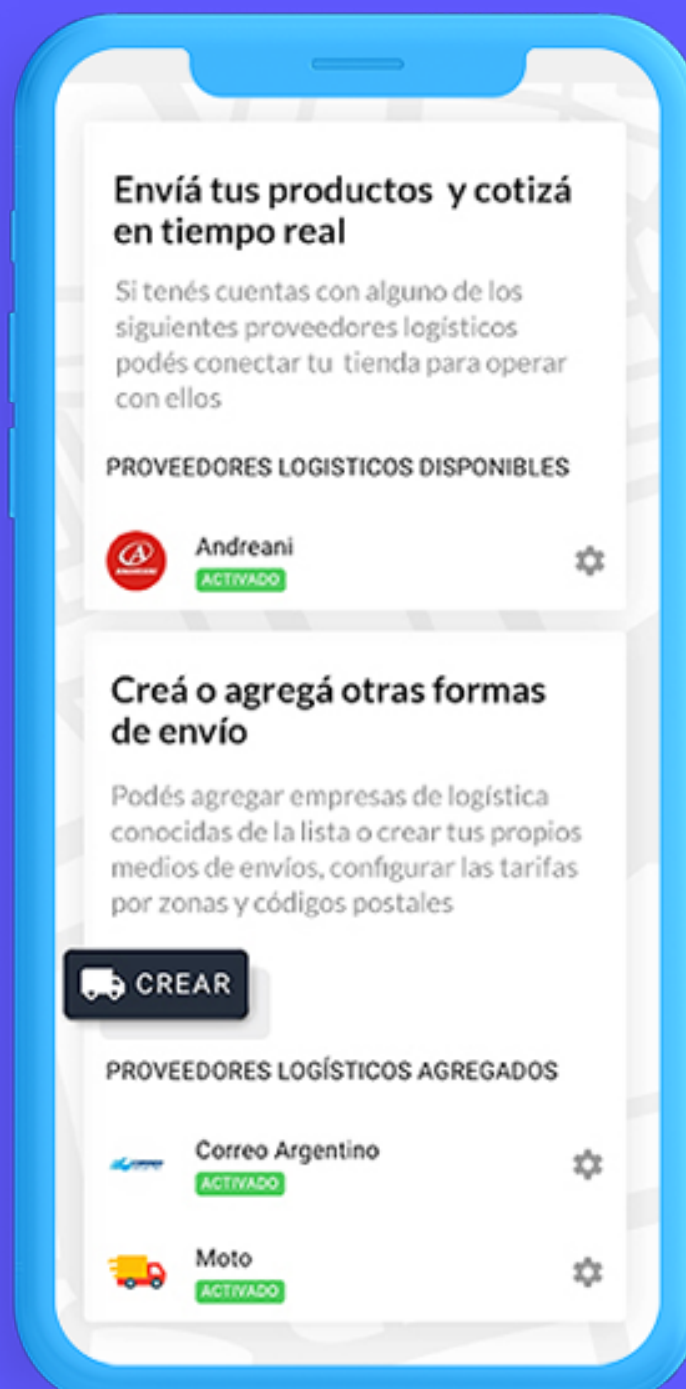 Envíá tus productos y cotizá
en tiempo real
Si tenés cuentas con alguno de los
siguientes proveedores logísticos
podés conectar tu tienda para operar
con ellos
PROVEEDORES LOGISTICOS DISPONIBLES
ANDREANI
Andreani
ACTIVADO
Creá o agregá otras formas
de envío
Podés agregar empresas de logística
conocidas de la lista o crear tus propios
medios de envíos, configurar las tarifas
por zonas y códigos postales
CREAR
PROVEEDORES LOGÍSTICOS AGREGADOS
Correo Argentino
ACTIVADO
Moto
ACTIVADO